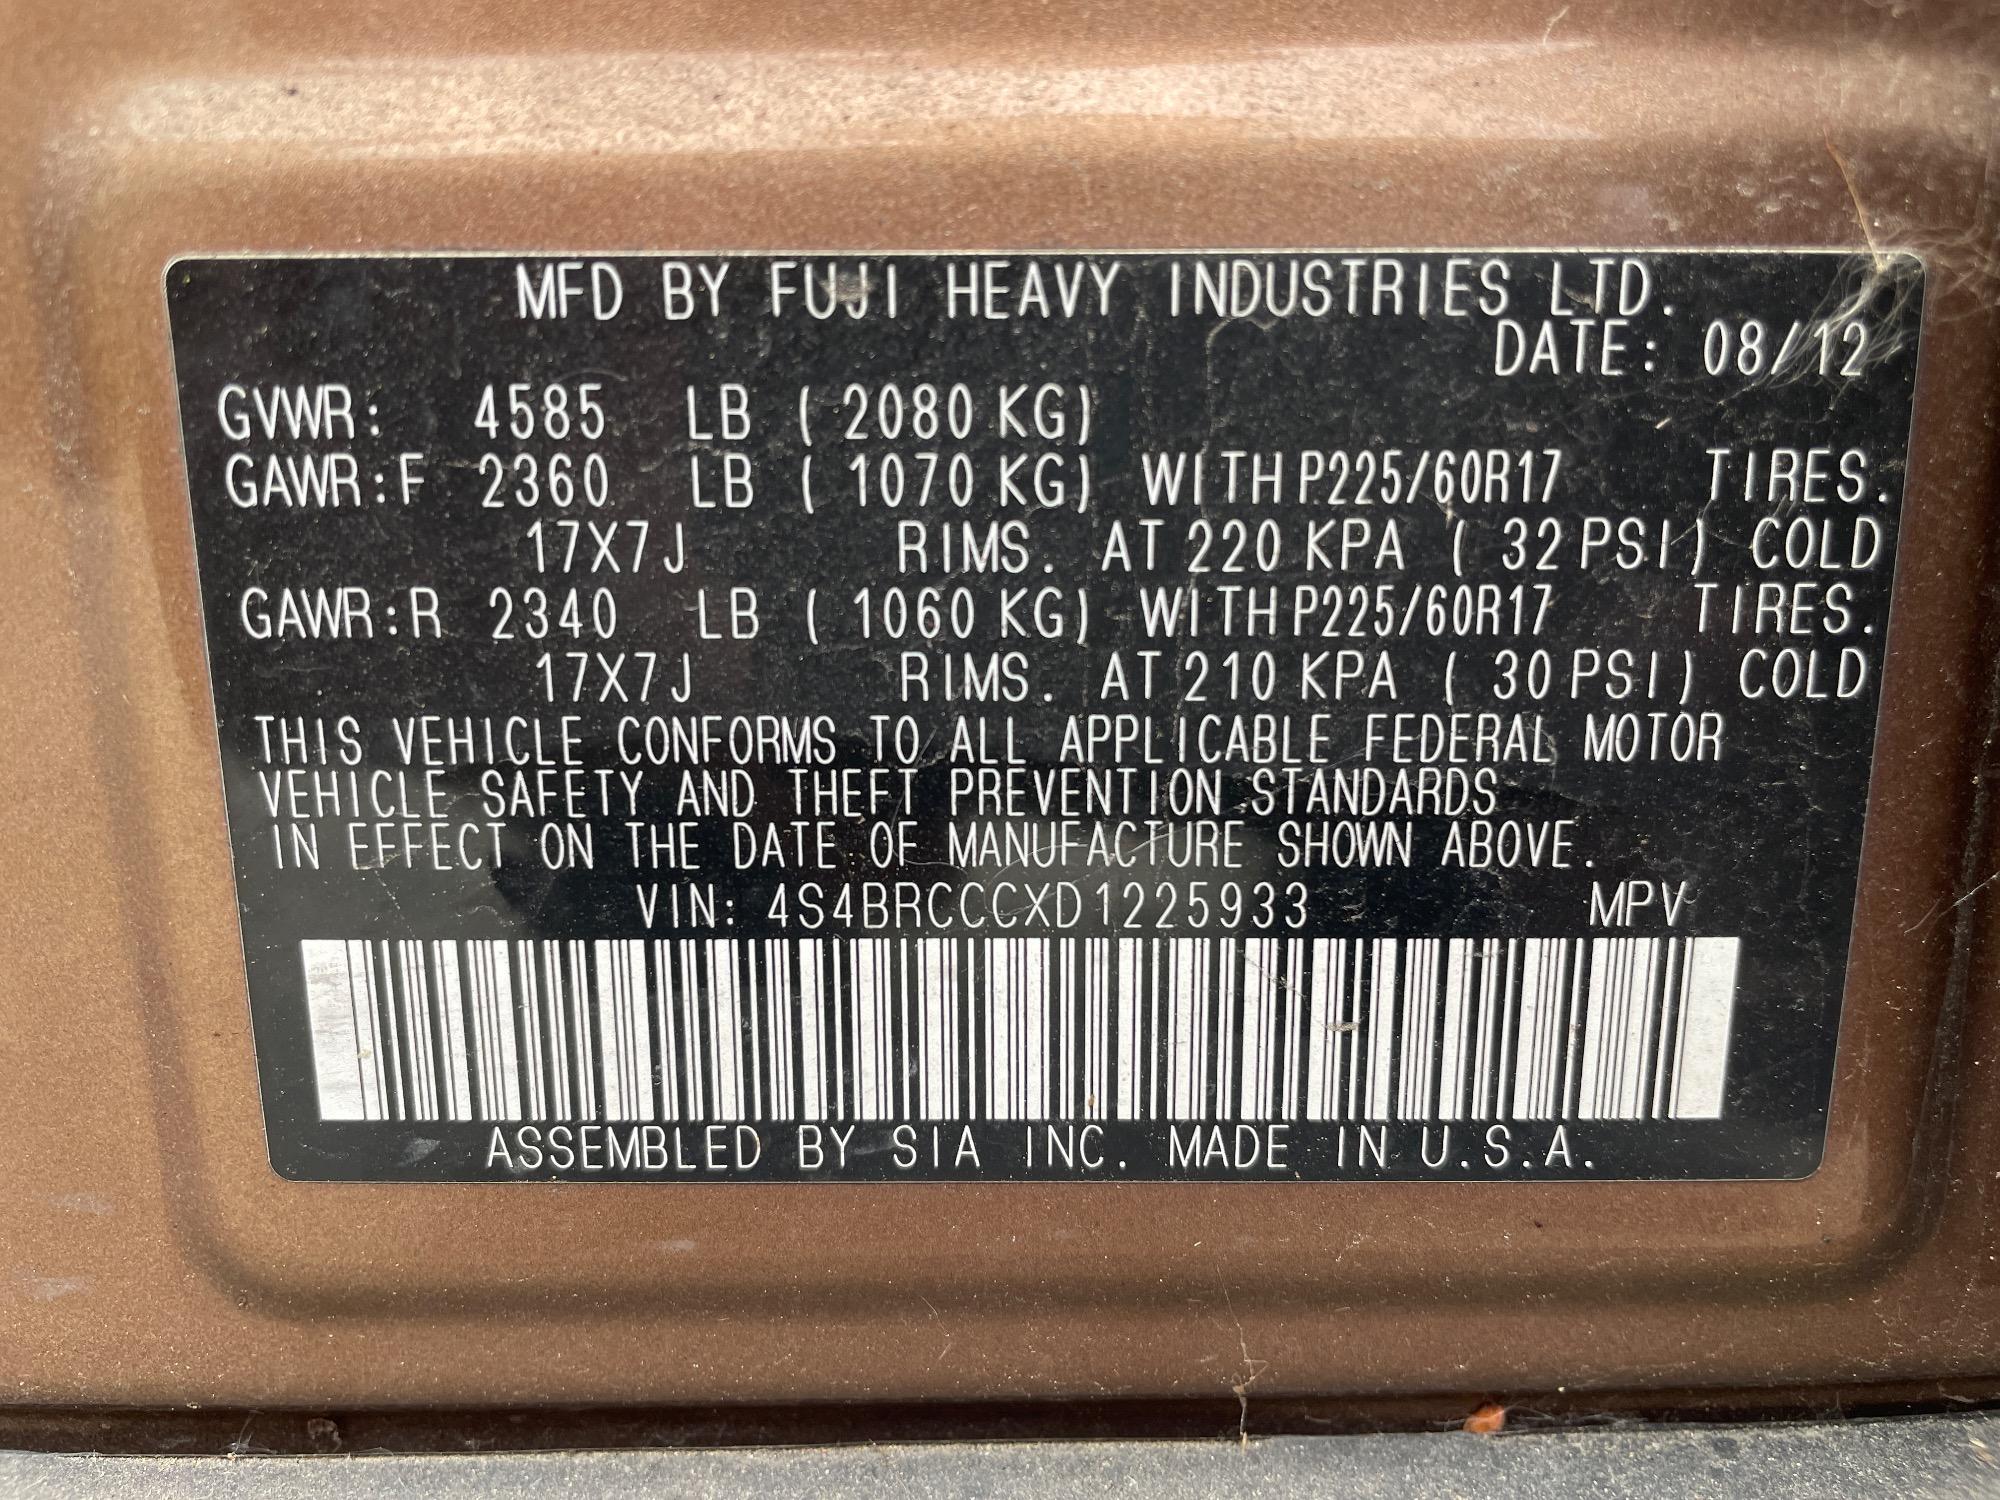 MFD BY FUJI HEAVY INDUSTRIES LTD.
DATE: 08/12
GVWR: 4585 LB ( 2080 KG)
GAWR:F 2360 LB ( 1070 KG) WITH P225/60R17 TIRES.
17X7J RIMS. AT 220 KPA ( 32 PSI) COLD
GAWR:R 2340 LB ( 1060 KG) WITH P225/60R17 TIRES.
17X7J RIMS. AT 210 KPA ( 30 PSI) COLD
THIS VEHICLE CONFORMS TO ALL APPLICABLE FEDERAL MOTOR
VEHICLE SAFETY AND THEFT PREVENTION STANDARDS
IN EFFECT ON THE DATE OF MANUFACTURE SHOWN ABOVE.
VIN: 4S4BRCCCXD1225933 MPV
ASSEMBLED BY SIA INC. MADE IN U.S.A.